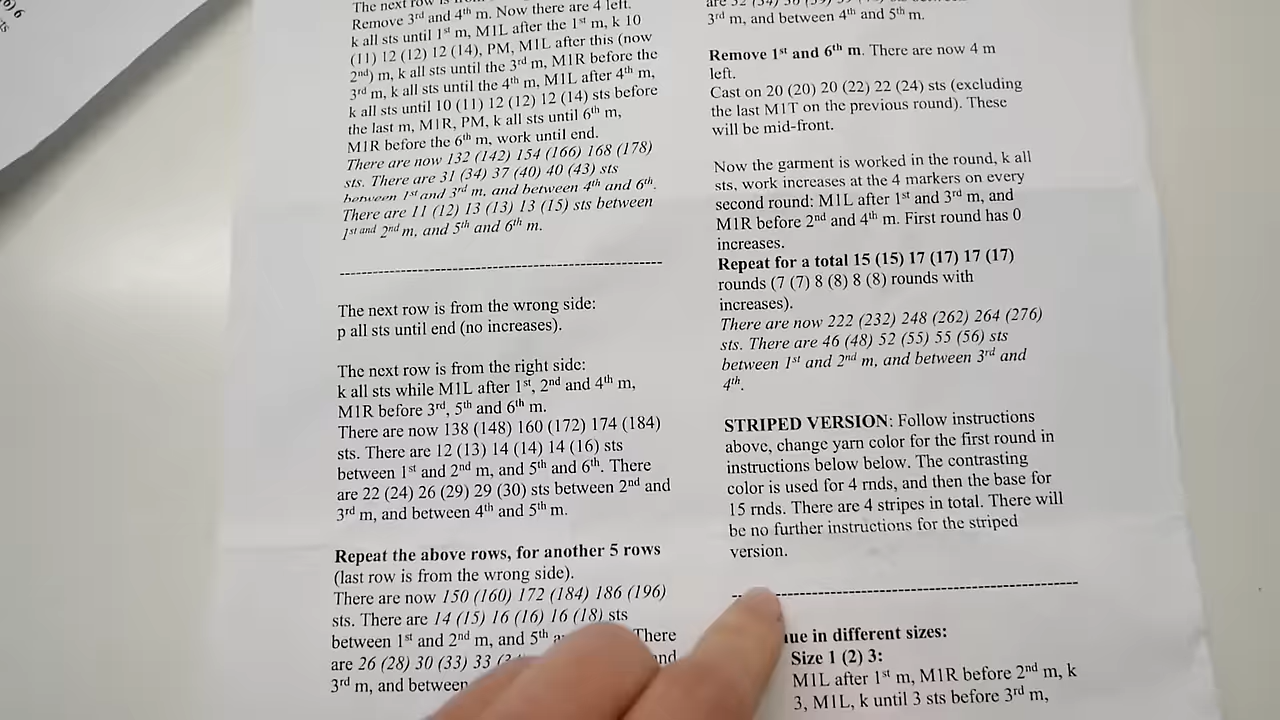 The next row is
Remove 3rd and 4th m. Now there are 4 left.
k all sts until 1st m, M1L after the 1st m, k 10
(11) 12 (12) 12 (14), PM, M1L after this (now
2nd) m, k all sts until the 3rd m, M1R before the
3rd m, k all sts until the 4th m, M1L after 4th m,
k all sts until 10 (11) 12 (12) 12 (14) sts before
the last m, M1R, PM, k all sts until 6th m,
M1R before the 6th m, work until end.
There are now 132 (142) 154 (166) 168 (178)
sts. There are 31 (34) 37 (40) 40 (43) sts
between 1st and 3rd m, and between 4th and 6th.
There are 11 (12) 13 (13) 13 (15) sts between
1st and 2nd m, and 5th and 6th m.
The next row is from the wrong side:
p all sts until end (no increases).
The next row is from the right side:
k all sts while M1L after 1st, 2nd and 4th m,
M1R before 3rd, 5th and 6th m.
There are now 138 (148) 160 (172) 174 (184)
sts. There are 12 (13) 14 (14) 14 (16) sts
between 1st and 2nd m, and 5th and 6th. There
are 22 (24) 26 (29) 29 (30) sts between 2nd and
3rd m, and between 4th and 5th m.
Repeat the above rows, for another 5 rows
(last row is from the wrong side).
There are now 150 (160) 172 (184) 186 (196)
sts. There are 14 (15) 16 (16) 16 (18) sts
between 1st and 2nd m, and 5th There
are 26 (28) 30 (33) 33
3rd m, and between
3rd m, and between 4th and 5th m.
Remove 1st and 6th m. There are now 4 m
left.
Cast on 20 (20) 20 (22) 22 (24) sts (excluding
the last M1T on the previous round). These
will be mid-front.
Now the garment is worked in the round, k all
sts, work increases at the 4 markers on every
second round: M1L after 1st and 3rd m, and
M1R before 2nd and 4th m. First round has 0
increases.
Repeat for a total 15 (15) 17 (17) 17 (17)
rounds (7 (7) 8 (8) 8 (8) rounds with
increases).
There are now 222 (232) 248 (262) 264 (276)
sts. There are 46 (48) 52 (55) 55 (56) sts
between 1st and 2nd m, and between 3rd and
4th.
STRIPED VERSION: Follow instructions
above, change yarn color for the first round in
instructions below below. The contrasting
color is used for 4 rnds, and then the base for
15 rnds. There are 4 stripes in total. There will
be no further instructions for the striped
version.
in different sizes:
Size 1 (2) 3:
M1L after 1st m, M1R before 2nd m, k
3, M1L, k until 3 sts before 3rd m,